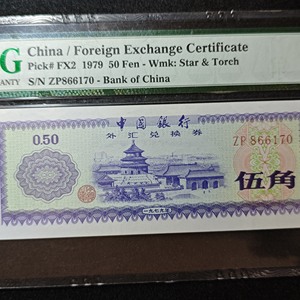 G China / Foreign Exchange Certificate
Pick# FX2 1979 50 Fen - Wmk: Star & Torch
ANTY S/N ZP866170 - Bank of China
中國銀行
0.50 外汇兑换券 ZP 866170
伍角
一九七九年